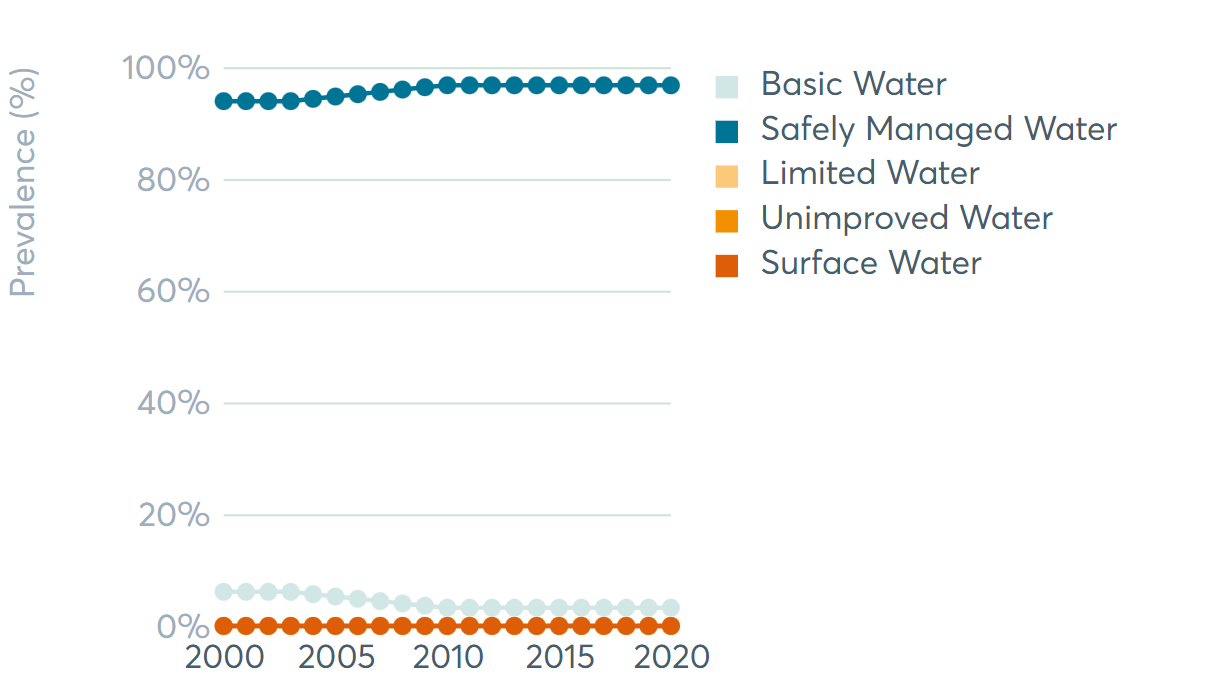 Prevalence (%)
100%
80%
60%
40%
20%
0%
2000 2005 2010 2015 2020
Basic Water
Safely Managed Water
Limited Water
Unimproved Water
Surface Water